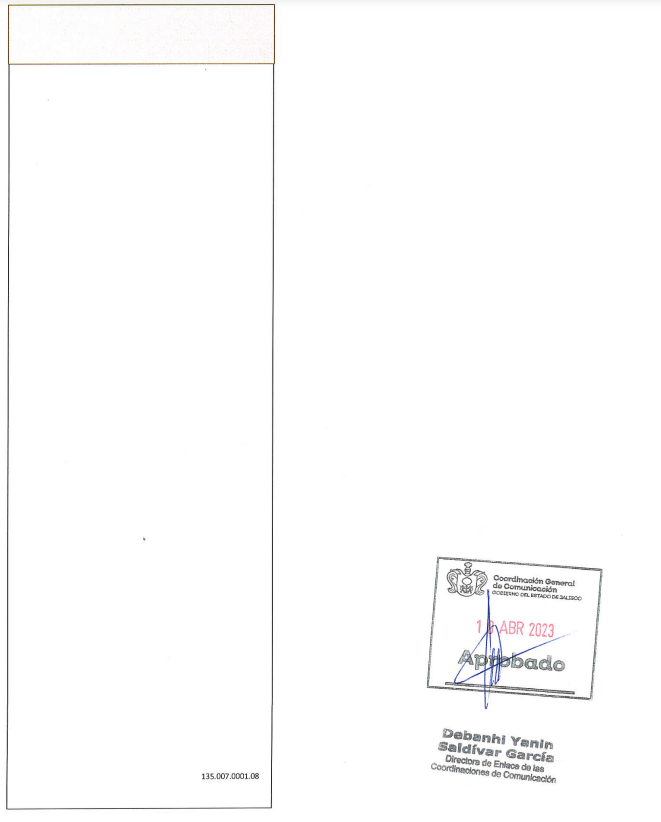 135.007.0001.08
Coordinación General
de Comunicación
GOBIERNO DEL ESTADO DE JALISCO
ABR 2023
Aprobado
Debanhi Yanin
Saldívar García
Directora de Enlace de las
Coordinaciones de Comunicación